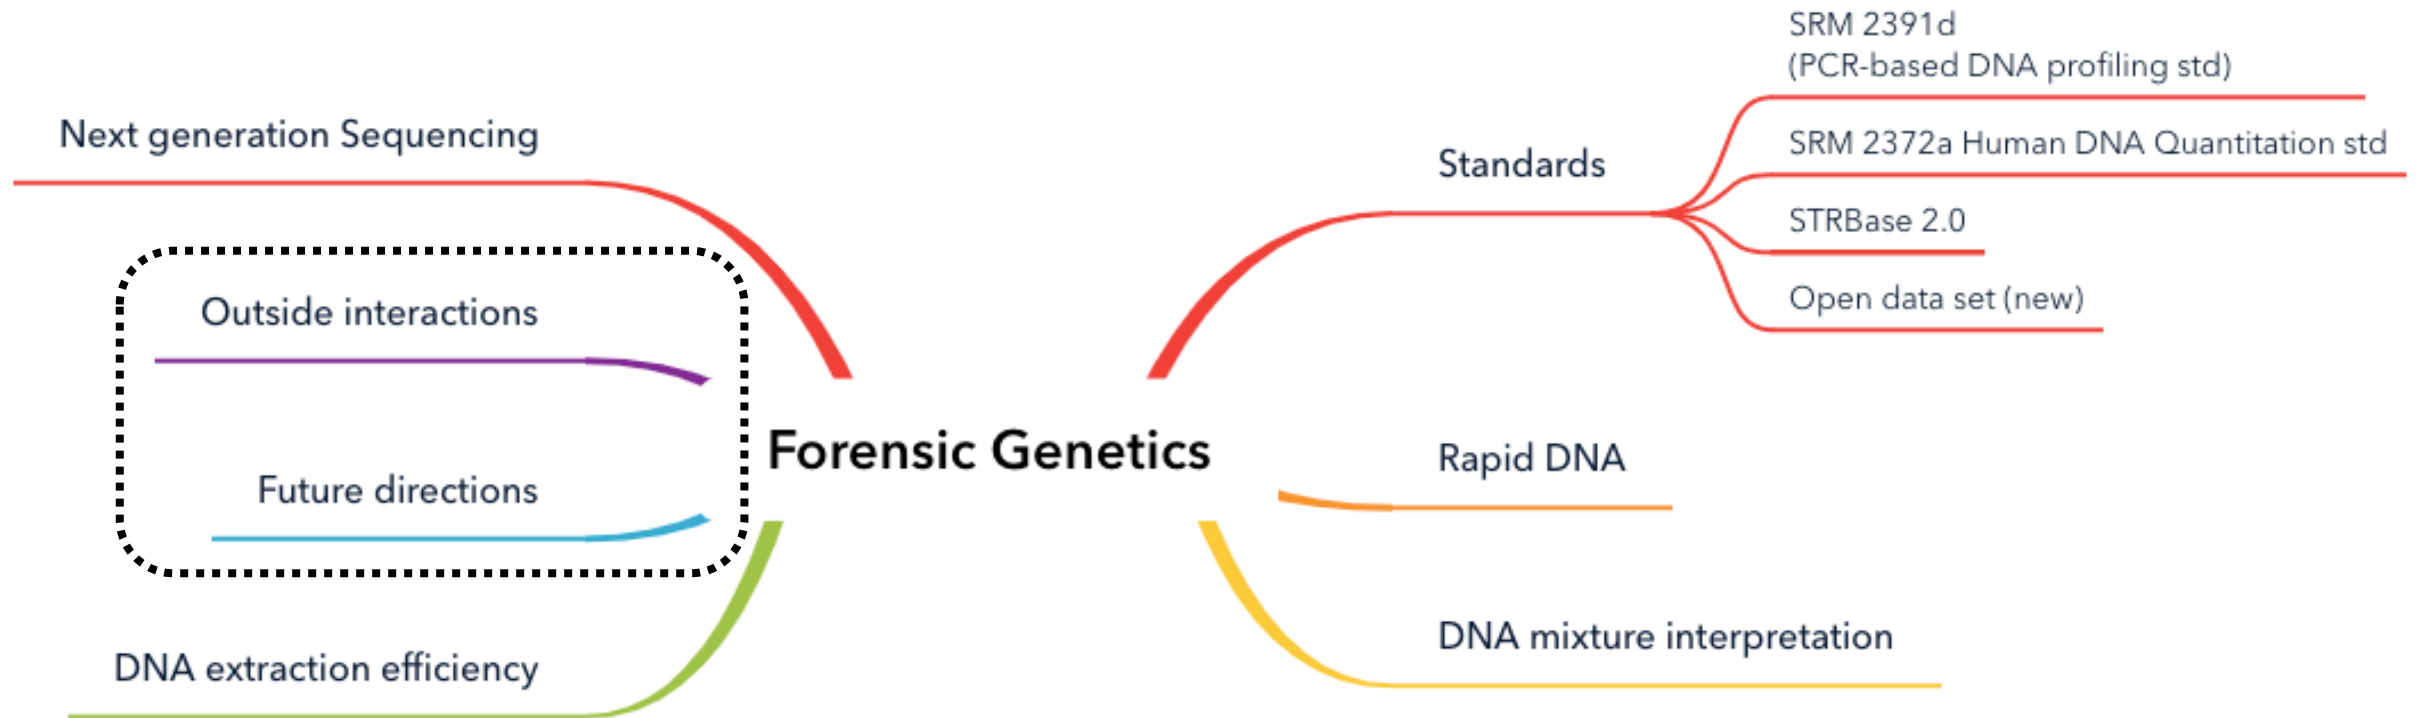 Next generation Sequencing
Outside interactions
Future directions
DNA extraction efficiency
Forensic Genetics
Standards
SRM 2391d
(PCR-based DNA profiling std)
SRM 2372a Human DNA Quantitation std
STRBase 2.0
Open data set (new)
Rapid DNA
DNA mixture interpretation